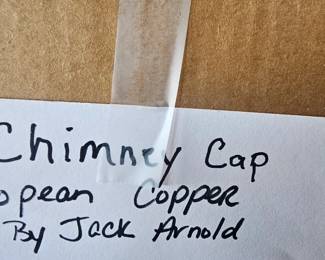 Chimney Cap
opean Copper
By Jack Arnold